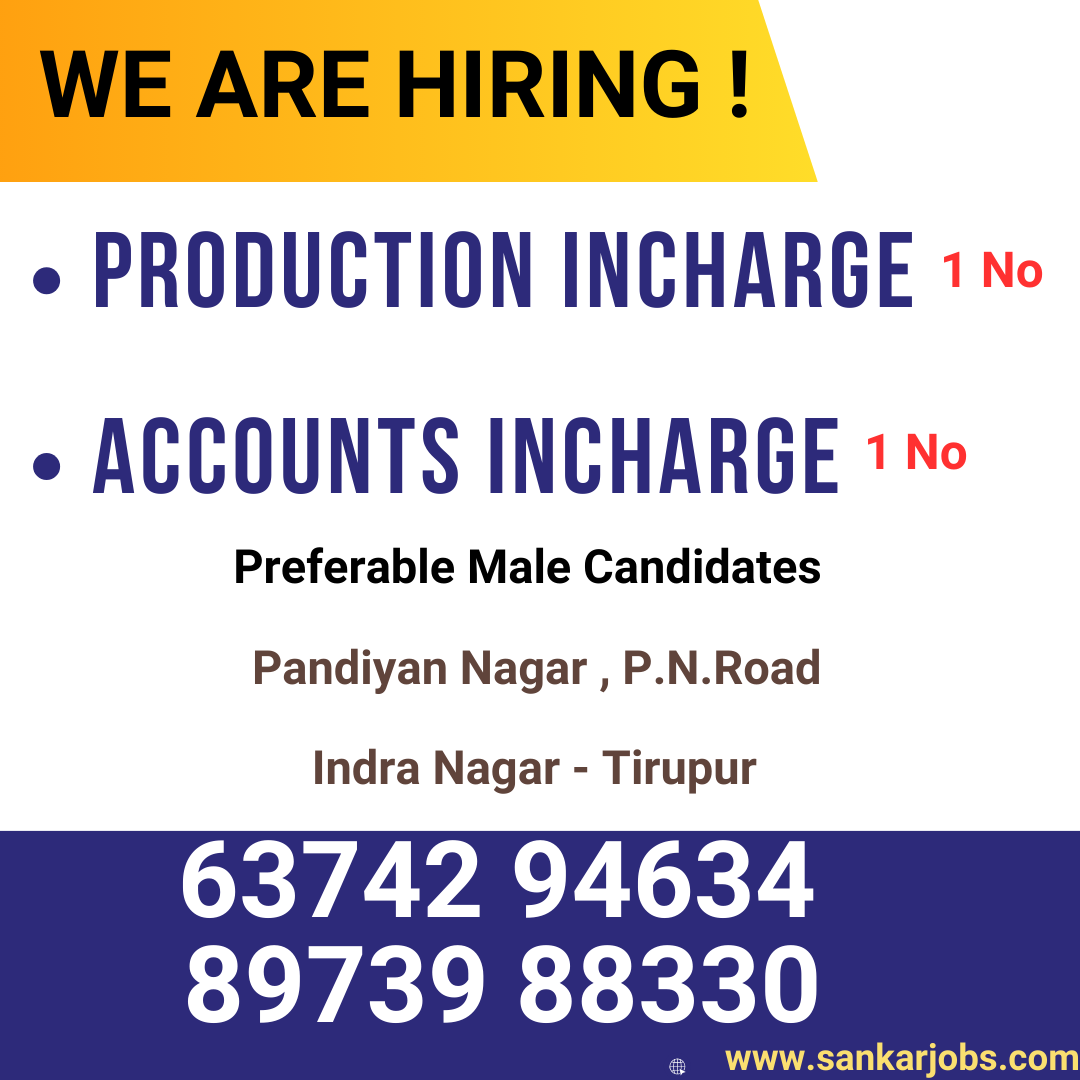 WE ARE HIRING !
• PRODUCTION INCHARGE 1 No
• ACCOUNTS INCHARGE 1 No
Preferable Male Candidates
Pandiyan Nagar , P.N.Road
Indra Nagar - Tirupur
63742 94634
89739 88330
www.sankarjobs.com